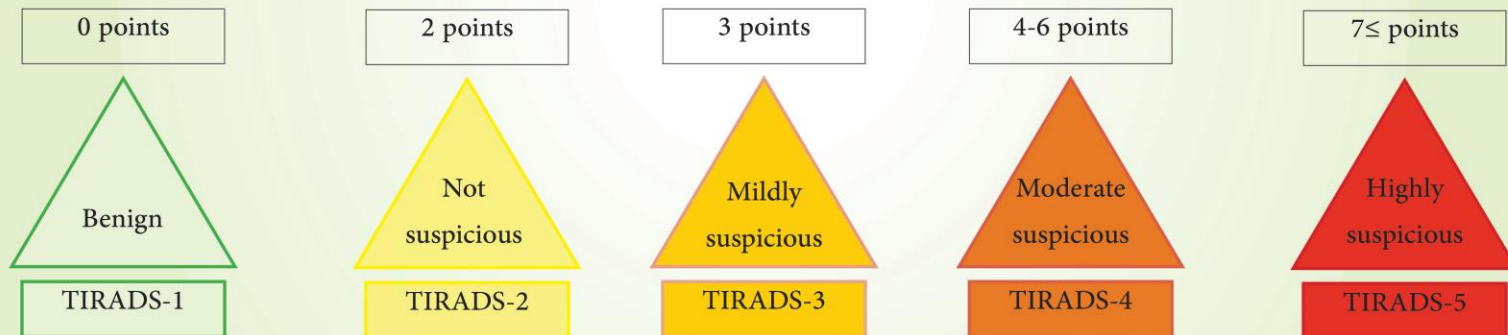 0 points
2 points
3 points
4-6 points
7≤ points
Benign
Not
suspicious
Mildly
suspicious
Moderate
suspicious
Highly
suspicious
TIRADS-1
TIRADS-2
TIRADS-3
TIRADS-4
TIRADS-5